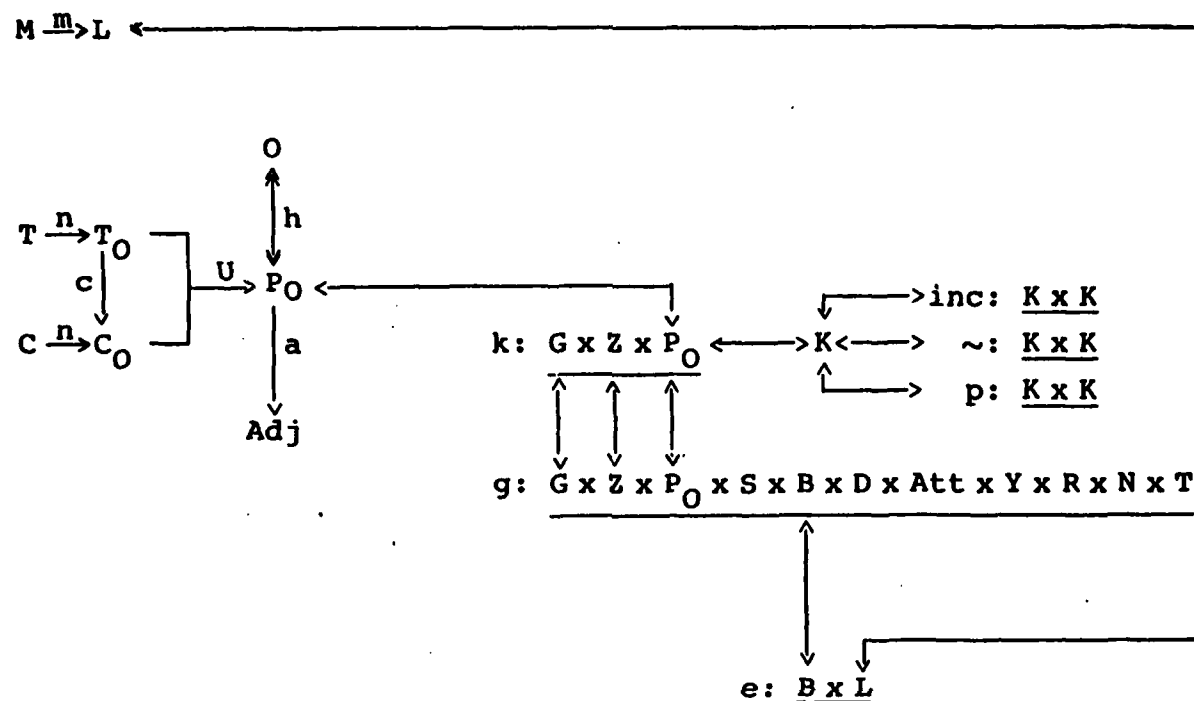 M m L
O
h
T n T_O
c U P_O
inc: K x K
C n C_O a k: G x Z x P_O K ~: K x K
p: K x K
Adj
g: G x Z x P_O x S x B x D x Att x Y x R x N x T
e: B x L